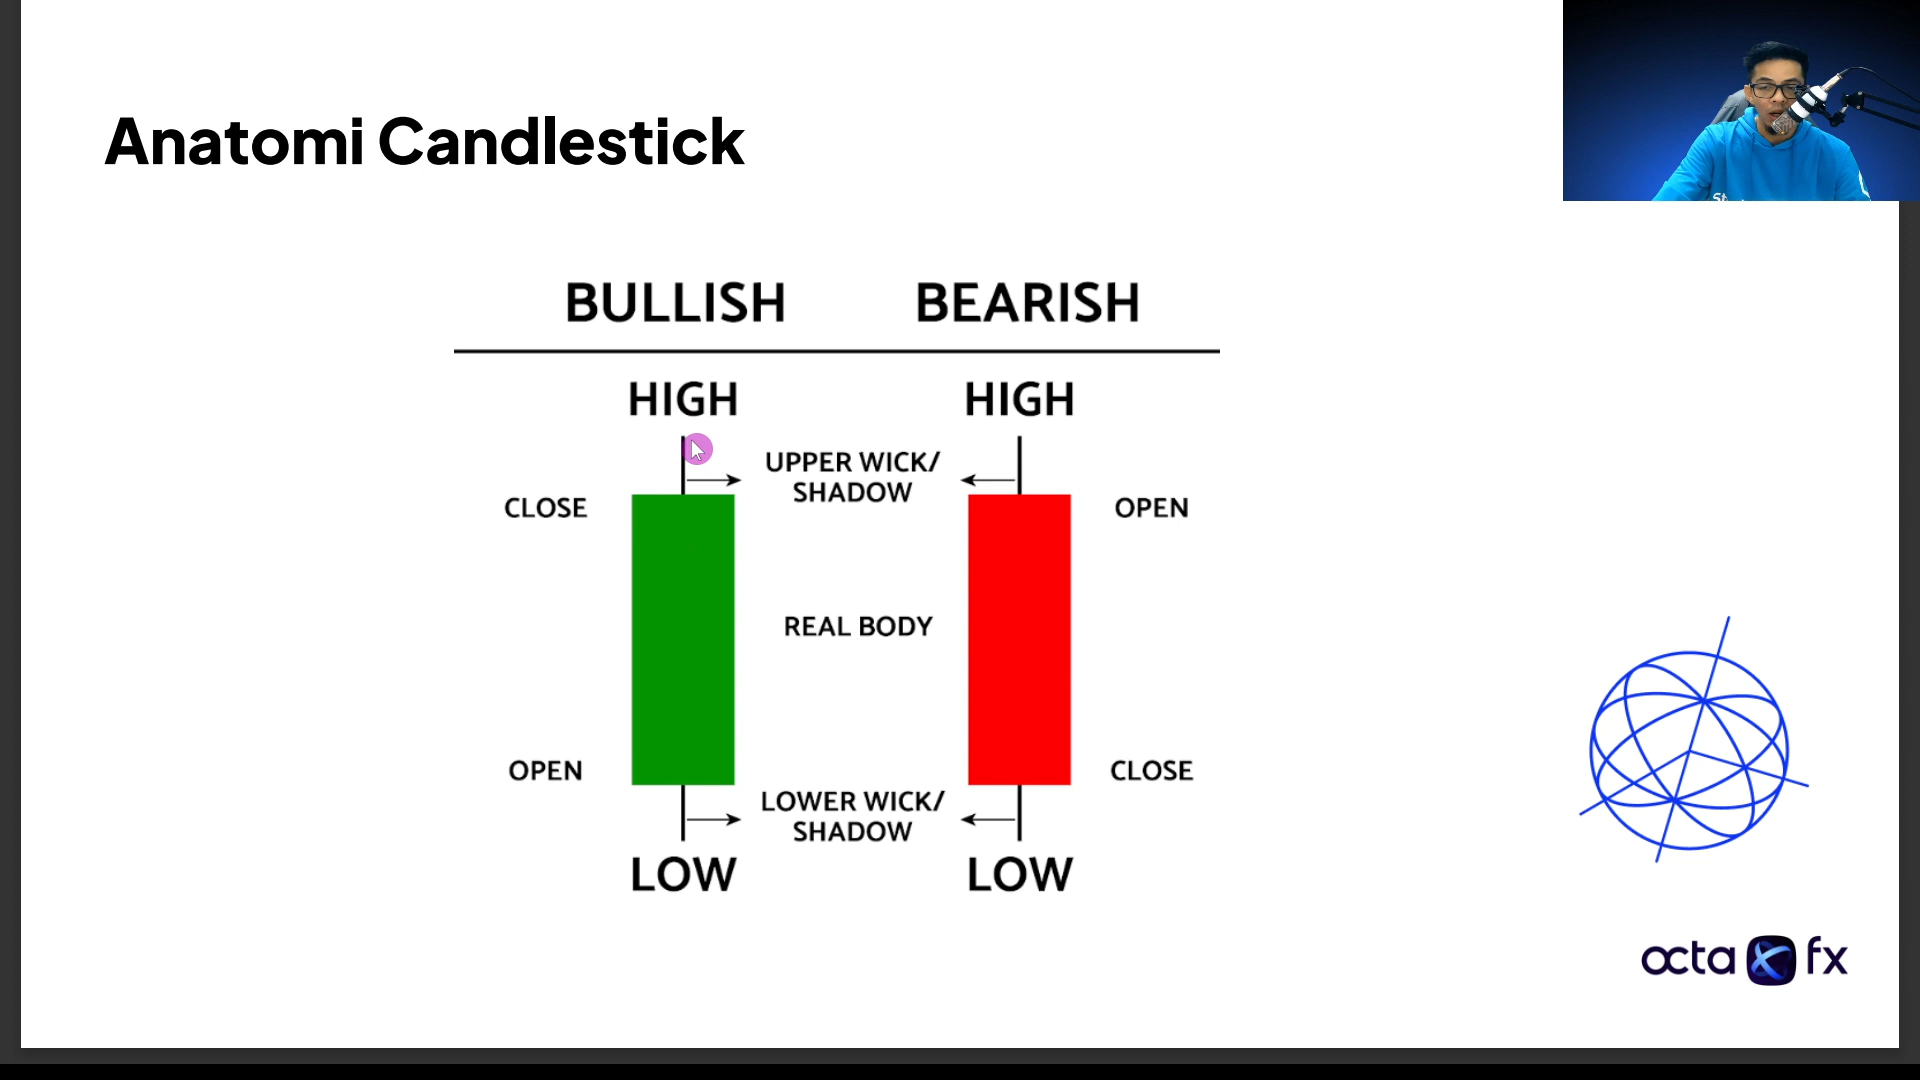 Anatomi Candlestick
BULLISH
BEARISH
HIGH
HIGH
UPPER WICK/
SHADOW
CLOSE
OPEN
REAL BODY
OPEN
CLOSE
LOWER WICK/
SHADOW
LOW
LOW
octa fx